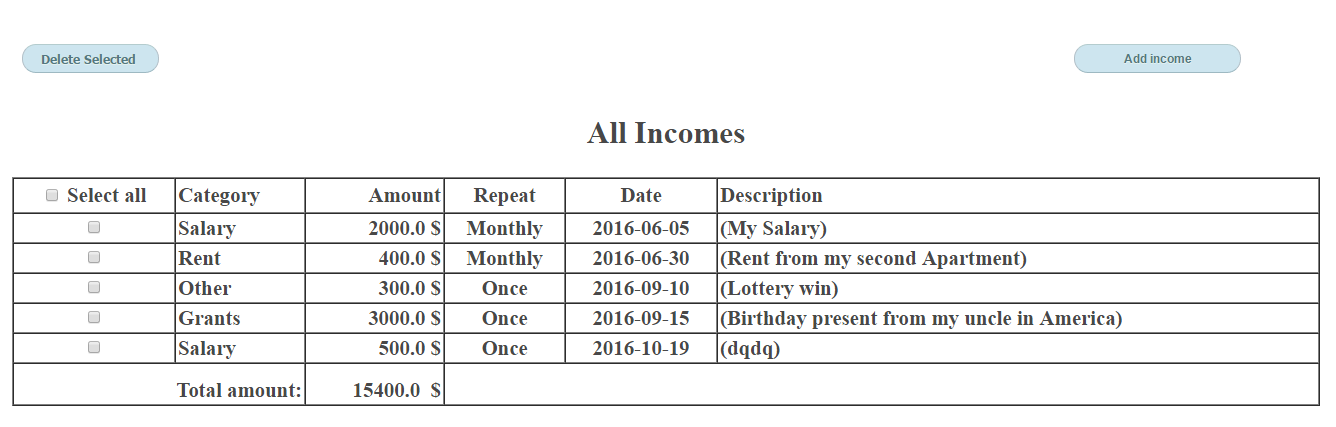 Delete Selected Add income
All Incomes
Select all Category Amount Repeat Date Description
Salary 2000.0 $ Monthly 2016-06-05 (My Salary)
Rent 400.0 $ Monthly 2016-06-30 (Rent from my second Apartment)
Other 300.0 $ Once 2016-09-10 (Lottery win)
Grants 3000.0 $ Once 2016-09-15 (Birthday present from my uncle in America)
Salary 500.0 $ Once 2016-10-19 (dqdq)
Total amount: 15400.0 $